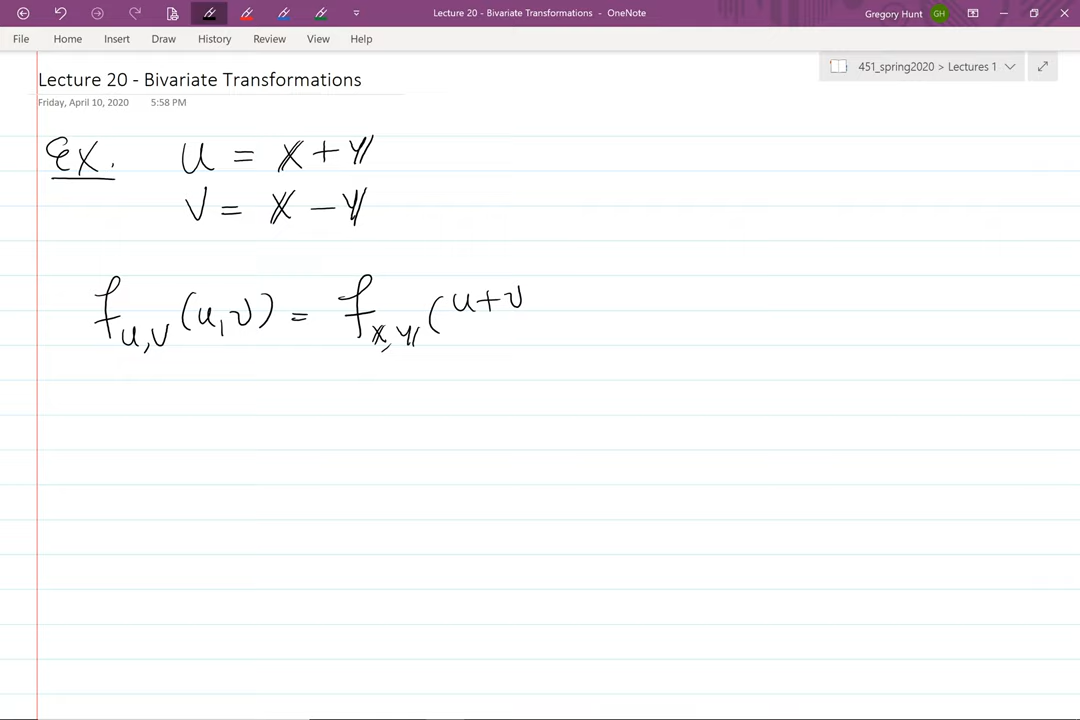 Lecture 20 - Bivariate Transformations - OneNote
Gregory Hunt GH
File Home Insert Draw History Review View Help
451_spring2020 > Lectures 1
Lecture 20 - Bivariate Transformations
Friday, April 10, 2020 5:58 PM
Ex. U = X + Y
V = X - Y
f_{U,V}(u,v) = f_{X,Y}(u+v